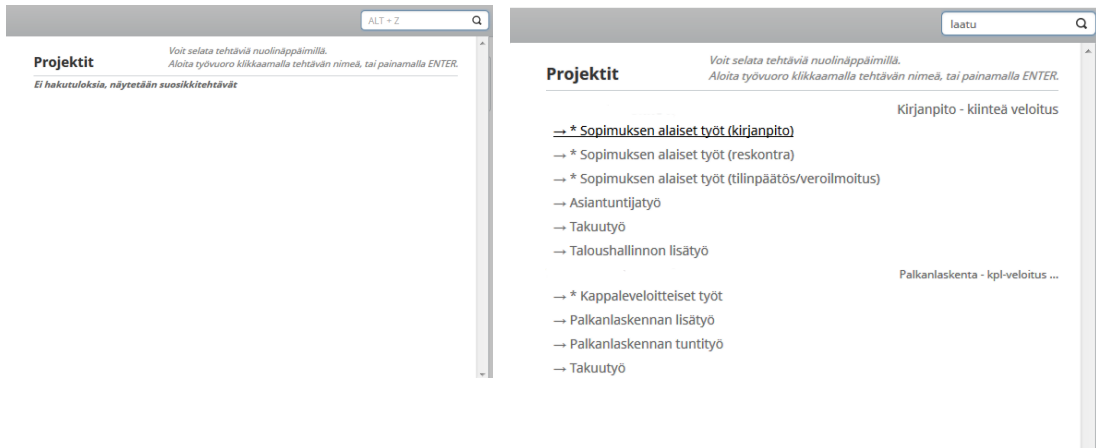 ALT + Z
Projektit
Voit selata tehtäviä nuolinäppäimillä.
Aloita työvuoro klikkaamalla tehtävän nimeä, tai painamalla ENTER.
Ei hakutuloksia, näytetään suosikkitehtävät
laatu
Projektit
Voit selata tehtäviä nuolinäppäimillä.
Aloita työvuoro klikkaamalla tehtävän nimeä, tai painamalla ENTER.
Kirjanpito - kiinteä veloitus
→ * Sopimuksen alaiset työt (kirjanpito)
→ * Sopimuksen alaiset työt (reskontra)
→ * Sopimuksen alaiset työt (tilinpäätös/veroilmoitus)
→ Asiantuntijatyö
→ Takuutyö
→ Taloushallinnon lisätyö
Palkanlaskenta - kpl-veloitus ...
→ * Kappaleveloitteiset työt
→ Palkanlaskennan lisätyö
→ Palkanlaskennan tuntityö
→ Takuutyö